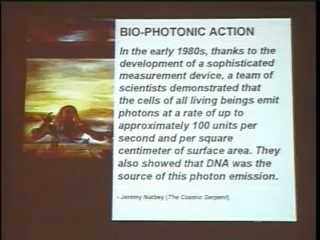 BIO-PHOTONIC ACTION
In the early 1980s, thanks to the
development of a sophisticated
measurement device, a team of
scientists demonstrated that
the cells of all living beings emit
photons at a rate of up to
approximately 100 units per
second and per square
centimeter of surface area. They
also showed that DNA was the
source of this photon emission.
- Jeremy Narbey (The Cosmic Serpent)